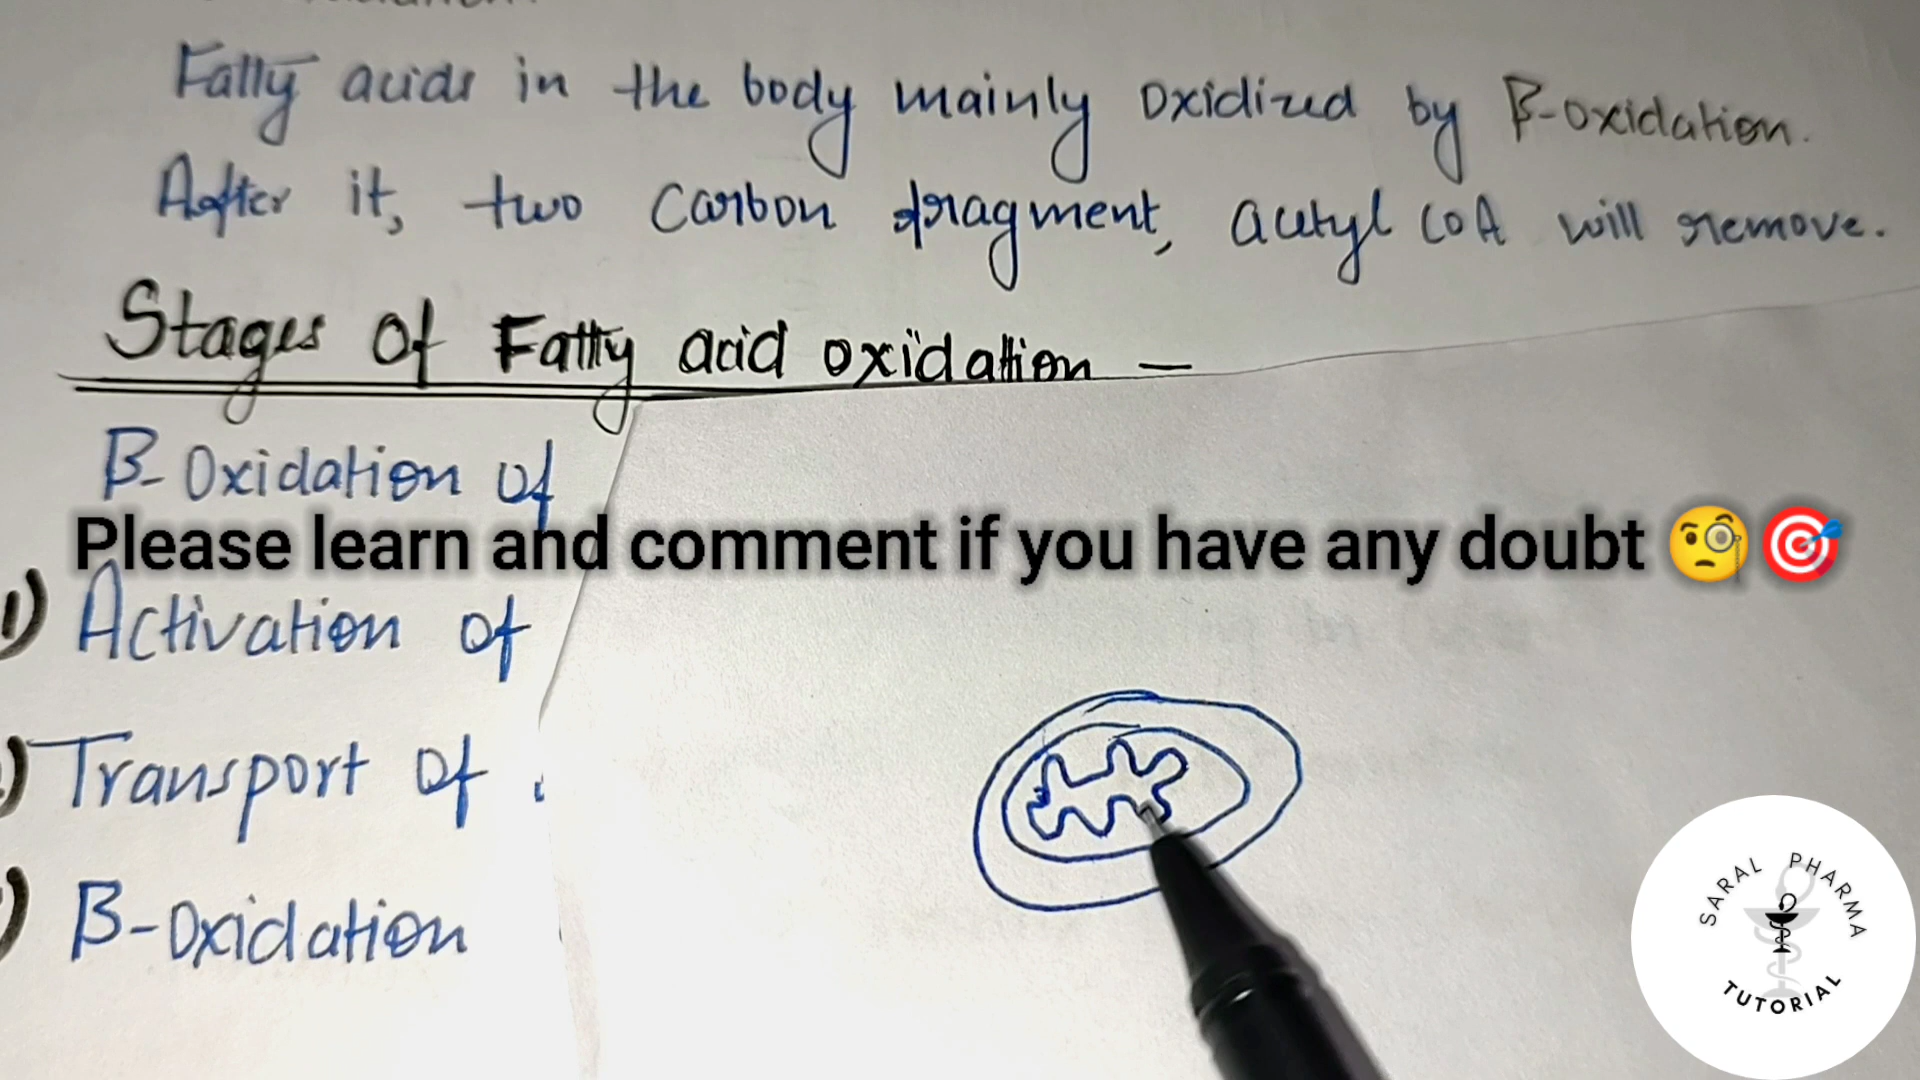 Fatty acids in the body mainly oxidized by β-oxidation.
After it, two carbon fragment, acetyl CoA will remove.
Stages of Fatty acid oxidation —
β-Oxidation of
Please learn and comment if you have any doubt 🧐🎯
1) Activation of
) Transport of
) β-Oxidation
SARAL PHARMA
TUTORIAL